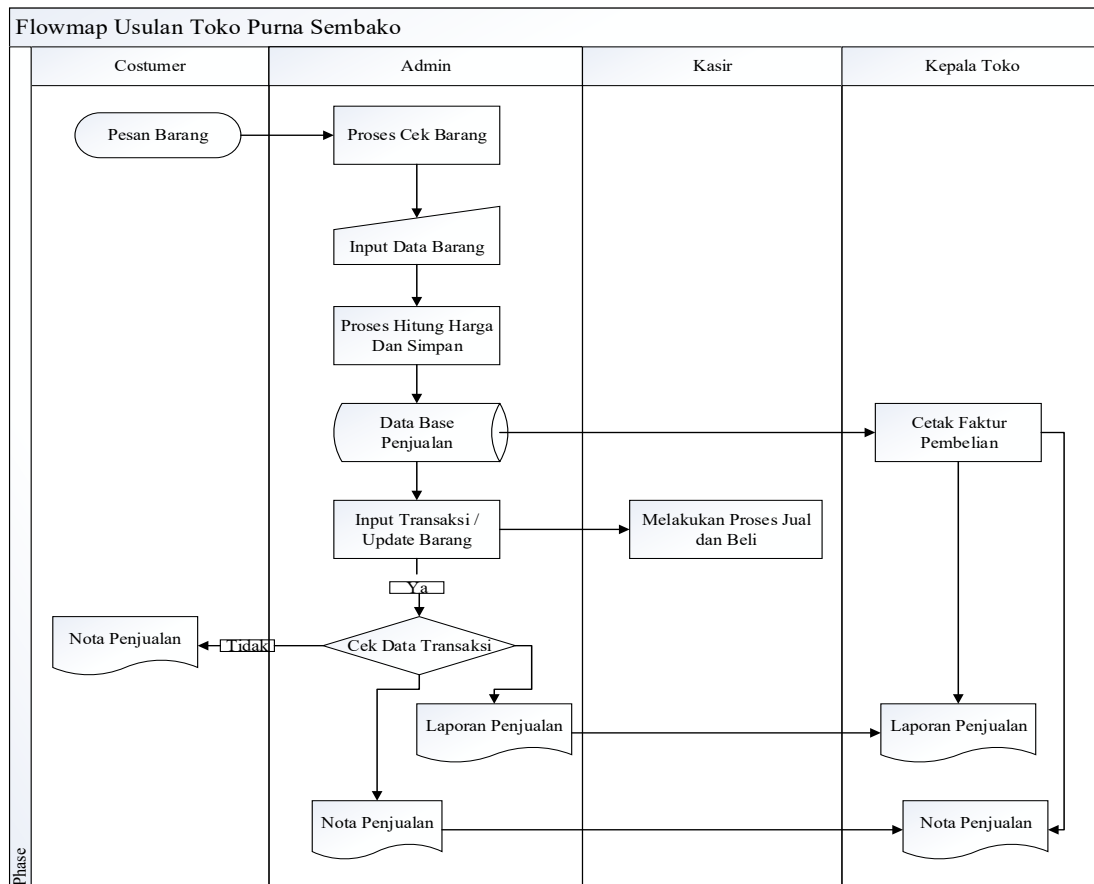 Flowmap Usulan Toko Purna Sembako
Costumer
Admin
Kasir
Kepala Toko
Pesan Barang
Proses Cek Barang
Input Data Barang
Proses Hitung Harga
Dan Simpan
Data Base
Penjualan
Cetak Faktur
Pembelian
Input Transaksi /
Update Barang
Melakukan Proses Jual
dan Beli
Ya
Nota Penjualan
Tidak
Cek Data Transaksi
Laporan Penjualan
Laporan Penjualan
Nota Penjualan
Nota Penjualan
Phase